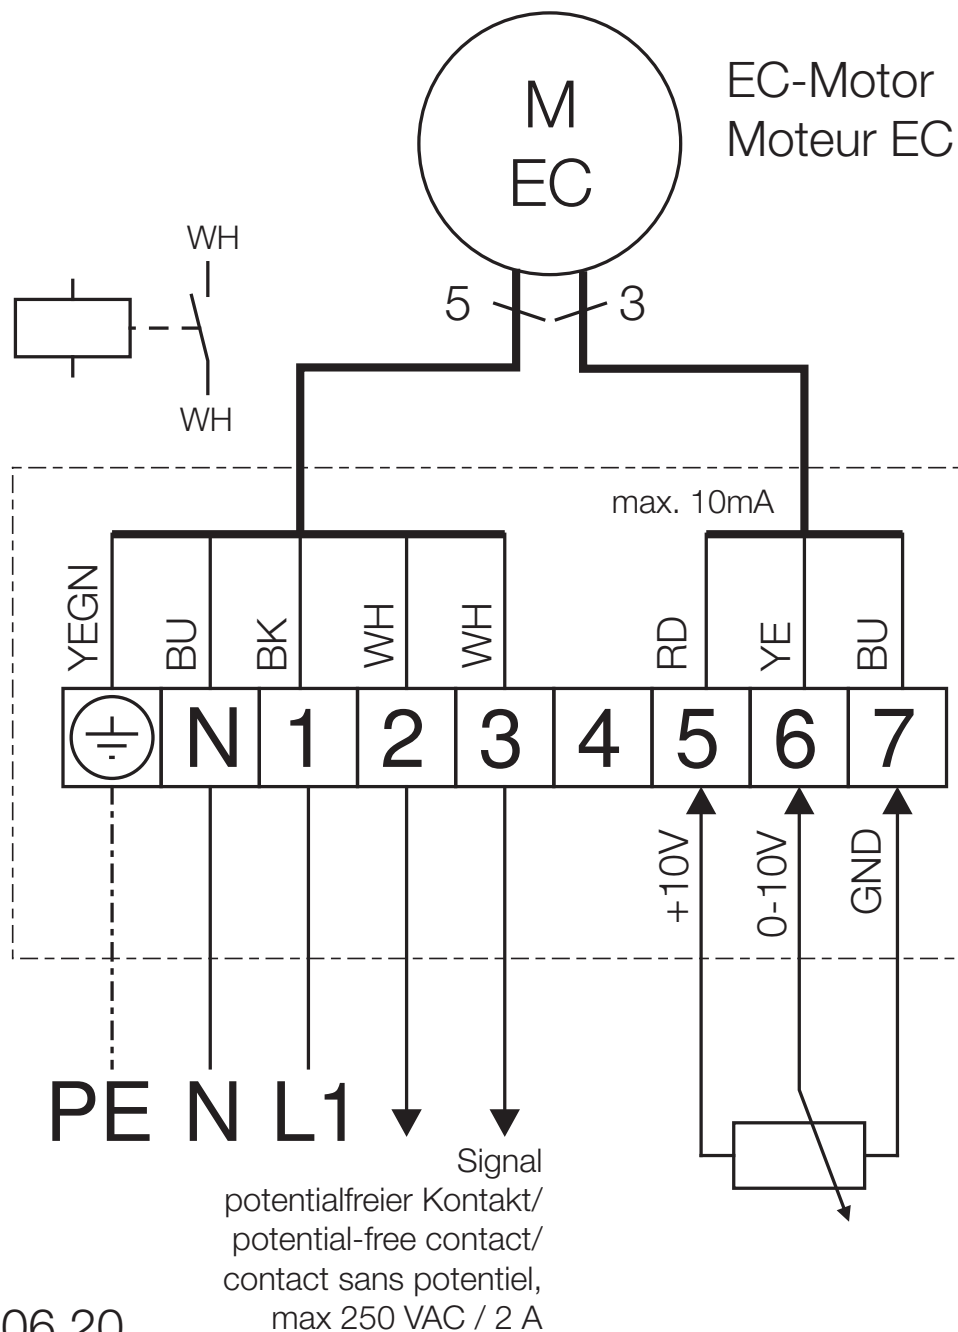 M
EC
EC-Motor
Moteur EC
WH
5
3
WH
max. 10mA
YEGN
BU
BK
WH
WH
RD
YE
BU
N
1
2
3
4
5
6
7
+10V
0-10V
GND
PE N L1
Signal
potentialfreier Kontakt/
potential-free contact/
contact sans potentiel,
max 250 VAC / 2 A
06.20